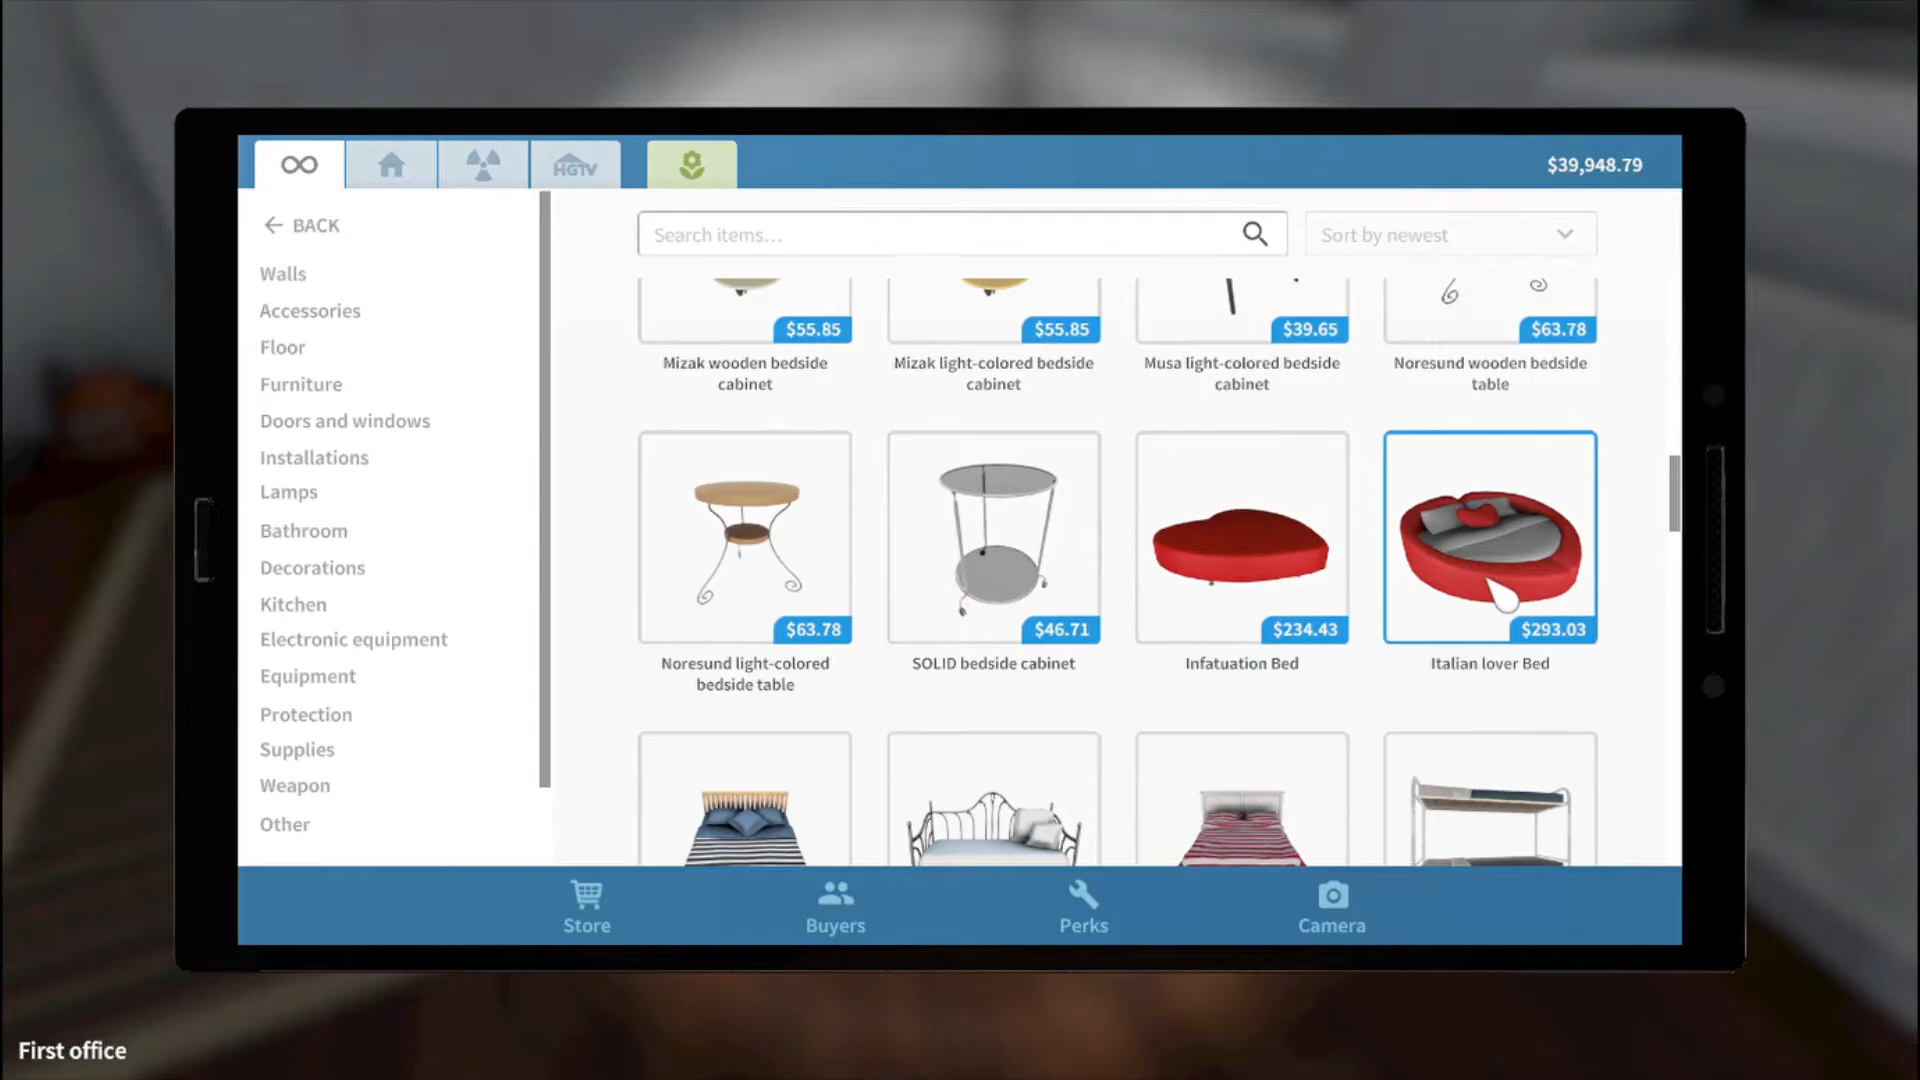 HGTV
$39,948.79
BACK
Search items...
Sort by newest
Walls
Accessories
Floor
Furniture
Doors and windows
Installations
Lamps
Bathroom
Decorations
Kitchen
Electronic equipment
Equipment
Protection
Supplies
Weapon
Other
$55.85
$55.85
$39.65
$63.78
Mizak wooden bedside
cabinet
Mizak light-colored bedside
cabinet
Musa light-colored bedside
cabinet
Noresund wooden bedside
table
$63.78
$46.71
$234.43
$293.03
Noresund light-colored
bedside table
SOLID bedside cabinet
Infatuation Bed
Italian lover Bed
Store
Buyers
Perks
Camera
First office